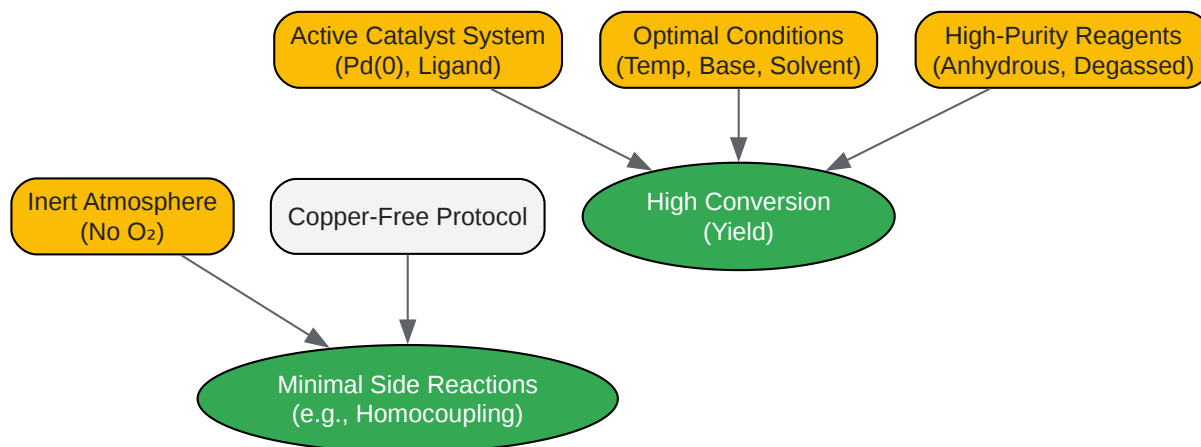 Active Catalyst System
(Pd(0), Ligand)
Optimal Conditions
(Temp, Base, Solvent)
High-Purity Reagents
(Anhydrous, Degassed)
Inert Atmosphere
(No O₂)
Copper-Free Protocol
High Conversion
(Yield)
Minimal Side Reactions
(e.g., Homocoupling)